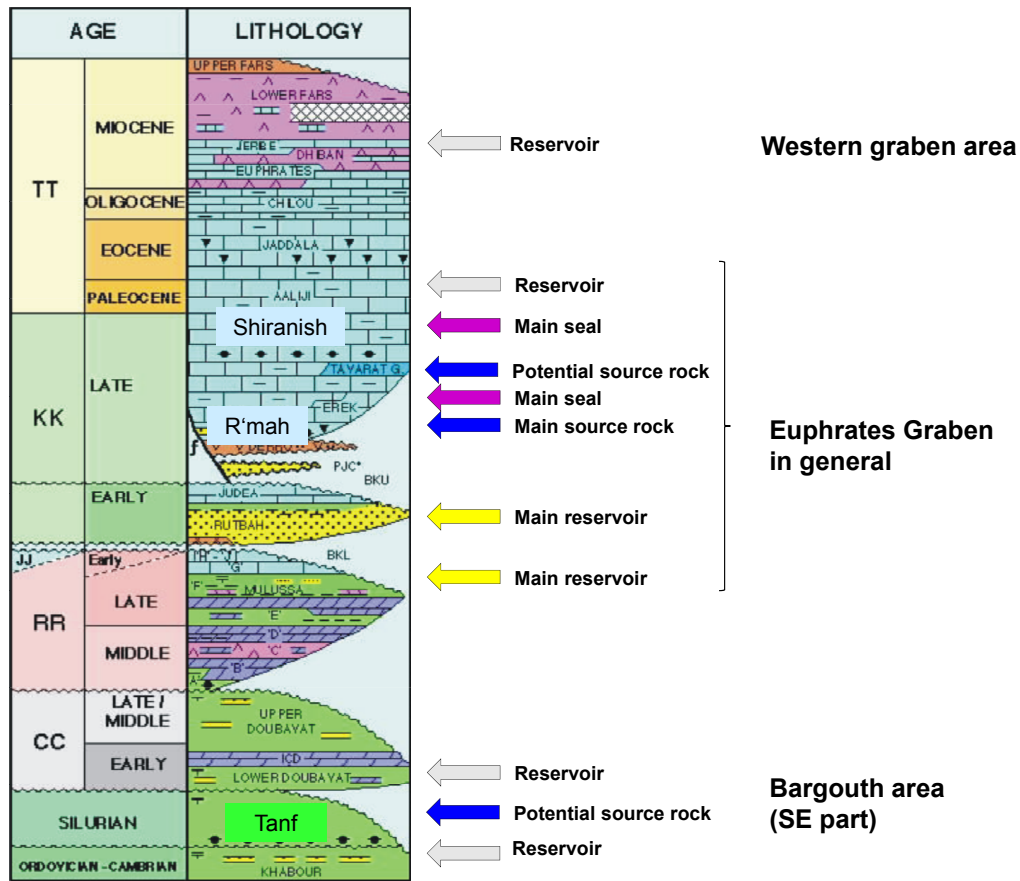 AGE
LITHOLOGY
UPPER FARS
LOWER FARS
MIOCENE
JERBE
DHIBAN
EUPHRATES
TT
OLIGOCENE
CHILOU
EOCENE
JADDALA
PALEOCENE
AALIJI
Shiranish
TAYARAT G.
LATE
EREK
KK
R‘mah
PJC*
BKU
EARLY
JUDEA
RUTBAH
JJ
Early
BKL
'G'
'F'
MULUSSA
LATE
'E'
RR
'D'
MIDDLE
'C'
'B'
LATE /
MIDDLE
UPPER
DOUBAYAT
CC
EARLY
ICD
LOWER DOUBAYAT
SILURIAN
Tanf
ORDOVICIAN - CAMBRIAN
KHABOUR
Reservoir
Western graben area
Reservoir
Main seal
Potential source rock
Main seal
Main source rock
Euphrates Graben
in general
Main reservoir
Main reservoir
Reservoir
Bargouth area
(SE part)
Potential source rock
Reservoir